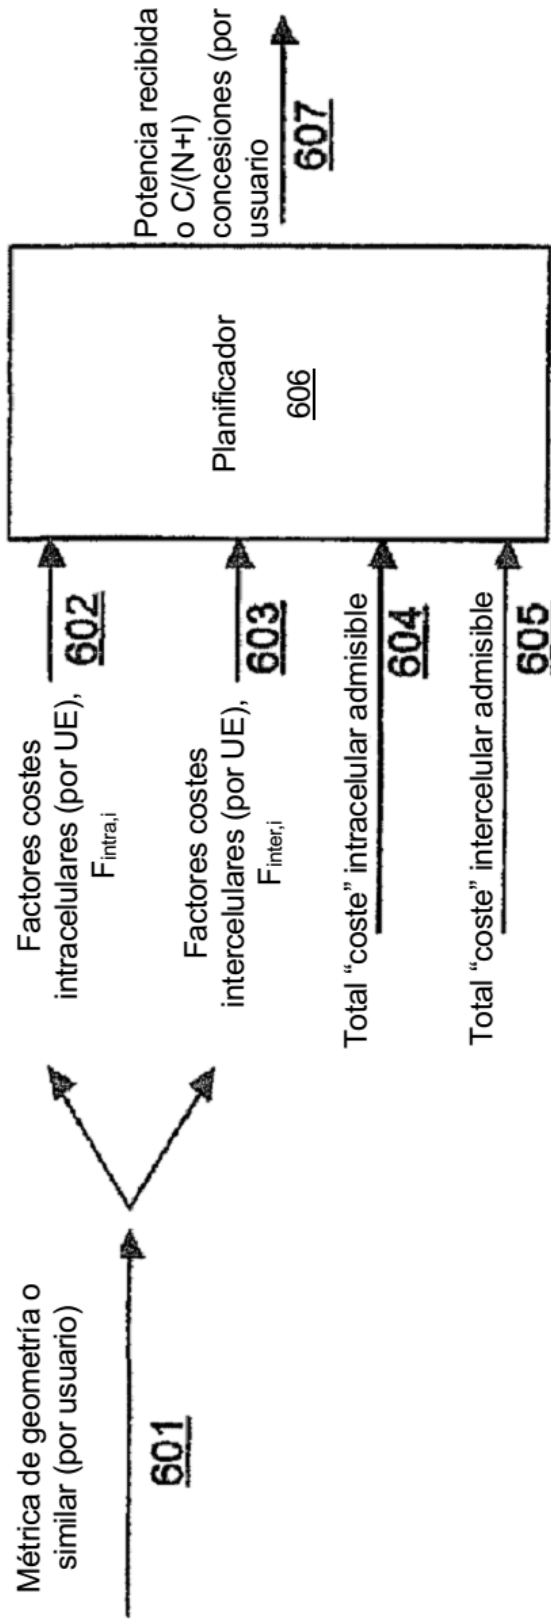 Métrica de geometría o
similar (por usuario)
601
Factores costes
intracelulares (por UE),
Fintra,i
602
Factores costes
intercelulares (por UE),
Finter,i
603
Total “coste” intracelular admisible
604
Total “coste” intercelular admisible
605
Planificador
606
Potencia recibida
o C/(N+I)
concesiones (por
usuario
607